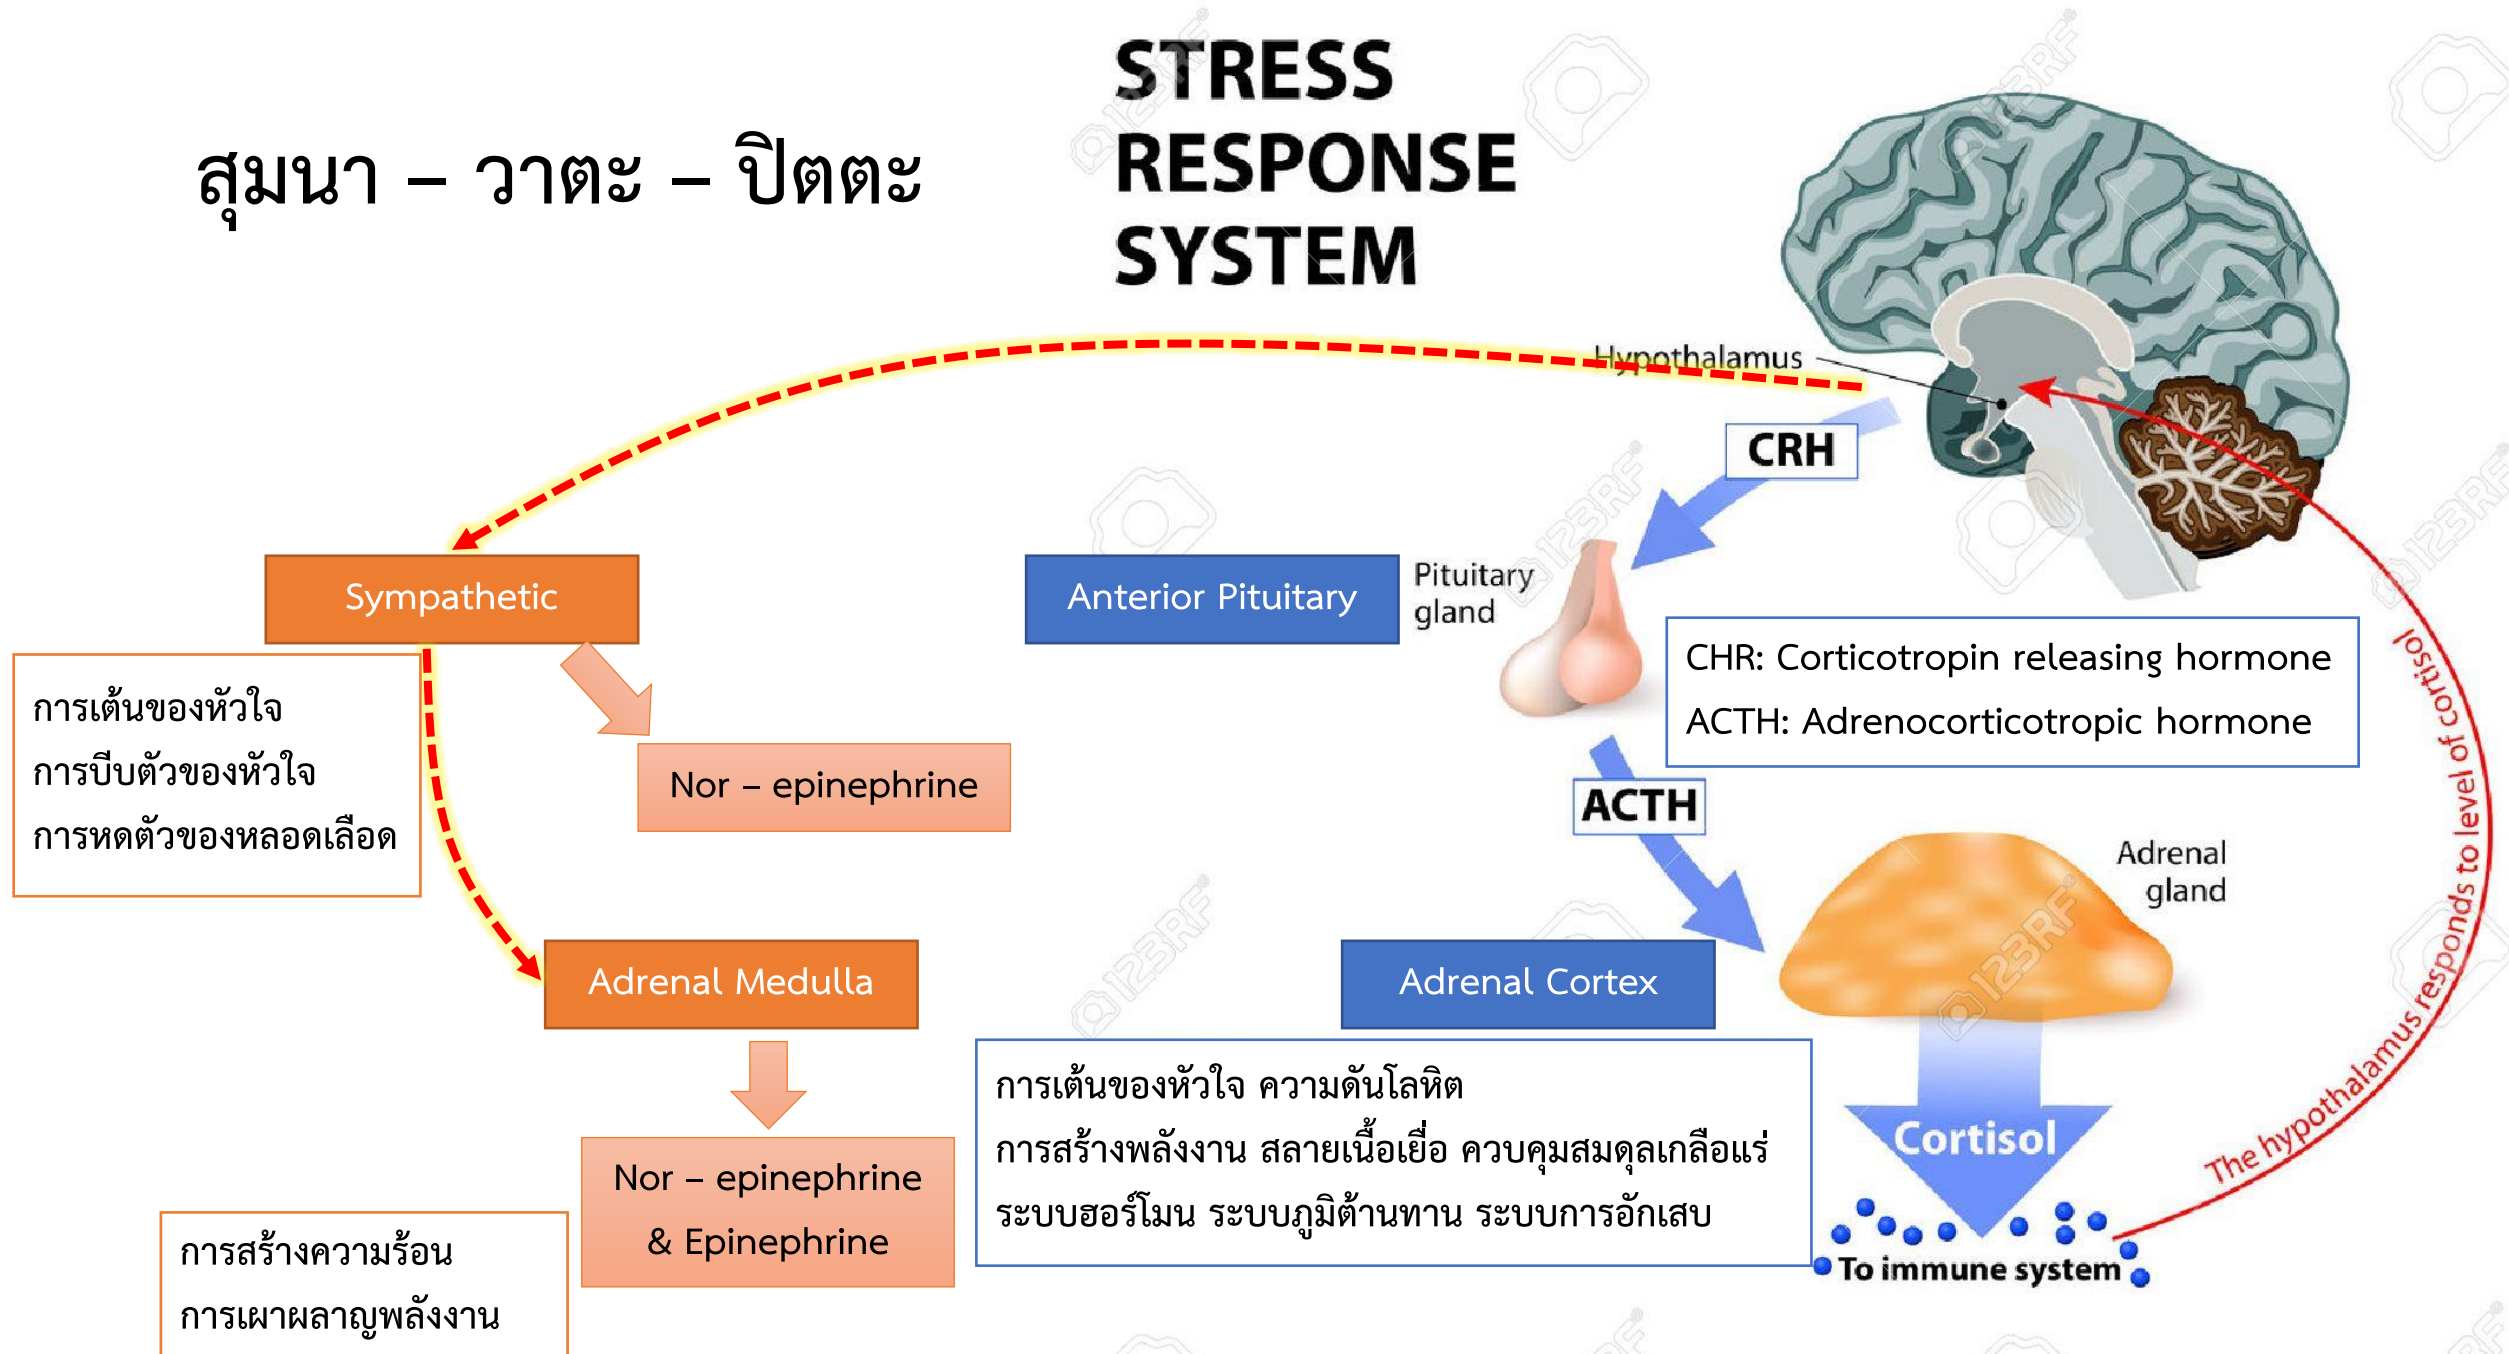 STRESS
RESPONSE
SYSTEM
สุมนา – วาตะ – ปิตตะ
Hypothalamus
CRH
Sympathetic
Anterior Pituitary
Pituitary
gland
CHR: Corticotropin releasing hormone
ACTH: Adrenocorticotropic hormone
การเต้นของหัวใจ
การบีบตัวของหัวใจ
การหดตัวของหลอดเลือด
Nor – epinephrine
ACTH
Adrenal
gland
Adrenal Medulla
Adrenal Cortex
การเต้นของหัวใจ ความดันโลหิต
การสร้างพลังงาน สลายเนื้อเยื่อ ควบคุมสมดุลเกลือแร่
ระบบฮอร์โมน ระบบภูมิต้านทาน ระบบการอักเสบ
Cortisol
Nor – epinephrine
& Epinephrine
To immune system
The hypothalamus responds to level of cortisol
การสร้างความร้อน
การเผาผลาญพลังงาน
123RF